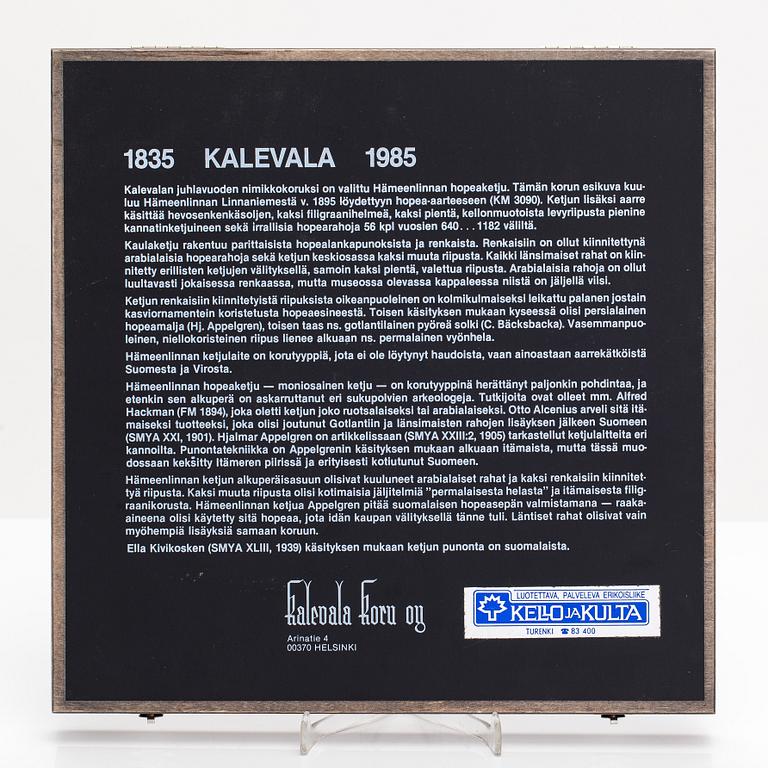 1835 KALEVALA 1985
Kalevalan juhlavuoden nimikkokoruksi on valittu Hämeenlinnan hopeaketju. Tämän korun esikuva kuu-
luu Hämeenlinnan Linnaniemestä v. 1895 löydettyyn hopea-aarteeseen (KM 3090). Ketjun lisäksi aarre
käsittää hevosenkenkäsoljen, kaksi filigraanihelmeä, kaksi pientä, kellonmuotoista levyriipusta pienine
kannatinketjuineen sekä irrallisia hopearahoja 56 kpl vuosien 640...1182 väliltä.
Kaulaketju rakentuu parittaisista hopealankapunoksista ja renkaista. Renkaisiin on ollut kiinnitettynä
arabialaisia hopearahoja sekä ketjun keskiosassa kaksi muuta riipusta. Kaikki länsimaiset rahat on kiin-
nitetty erillisten ketjujen välityksellä, samoin kaksi pientä, valettua riipusta. Arabialaisia rahoja on ollut
luultavasti jokaisessa renkaassa, mutta museossa olevassa kappaleessa niistä on jäljellä viisi.
Ketjun renkaisiin kiinnitetyistä riipuksista oikeanpuoleinen on kolmikulmaiseksi leikattu palanen jostain
kasviornamentein koristetusta hopeaesineestä. Toisen käsityksen mukaan kyseessä olisi persialainen
hopeamalja (Hj. Appelgren), toisen taas ns. gotlantilainen pyöreä solki (C. Bäcksbacka). Vasemmanpuo-
leinen, niellokoristeinen riipus lienee alkuaan ns. permalainen vyönhela.
Hämeenlinnan ketjulaite on korutyyppiä, jota ei ole löytynyt haudoista, vaan ainoastaan aarrekätköistä
Suomesta ja Virosta.
Hämeenlinnan hopeaketju — moniosainen ketju — on korutyyppinä herättänyt paljonkin pohdintaa, ja
etenkin sen alkuperä on askarruttanut eri sukupolvien arkeologeja. Tutkijoita ovat olleet mm. Alfred
Hackman (FM 1894), joka oletti ketjun joko ruotsalaiseksi tai arabialaiseksi. Otto Alcenius arveli sitä itä-
maiseksi tuotteeksi, joka olisi joutunut Gotlantiin ja länsimaisten rahojen lisäyksen jälkeen Suomeen
(SMYA XXI, 1901). Hjalmar Appelgren on artikkelissaan (SMYA XXIII:2, 1905) tarkastellut ketjulaitteita eri
kannoilta. Punontatekniikka on Appelgrenin käsityksen mukaan alkuaan itämaista, mutta tässä muo-
dossaan keksitty Itämeren piirissä ja erityisesti kotiutunut Suomeen.
Hämeenlinnan ketjun alkuperäisasuun olisivat kuuluneet arabialaiset rahat ja kaksi renkaisiin kiinnitet-
tyä riipusta. Kaksi muuta riipusta olisi kotimaisia jäljitelmiä ”permalaisesta helasta” ja itämaisesta filig-
raanikorusta. Hämeenlinnan ketjua Appelgren pitää suomalaisen hopeasepän valmistamana — raaka-
aineena olisi käytetty sitä hopeaa, jota idän kaupan välityksellä tänne tuli. Läntiset rahat olisivat vain
myöhempiä lisäyksiä samaan koruun.
Ella Kivikosken (SMYA XLIII, 1939) käsityksen mukaan ketjun punonta on suomalaista.
Kalevala Koru oy
Arinatie 4
00370 HELSINKI
LUOTETTAVA, PALVELEVA ERIKOISLIIKE
KELLO JA KULTA
TURENKI ☎ 83 400